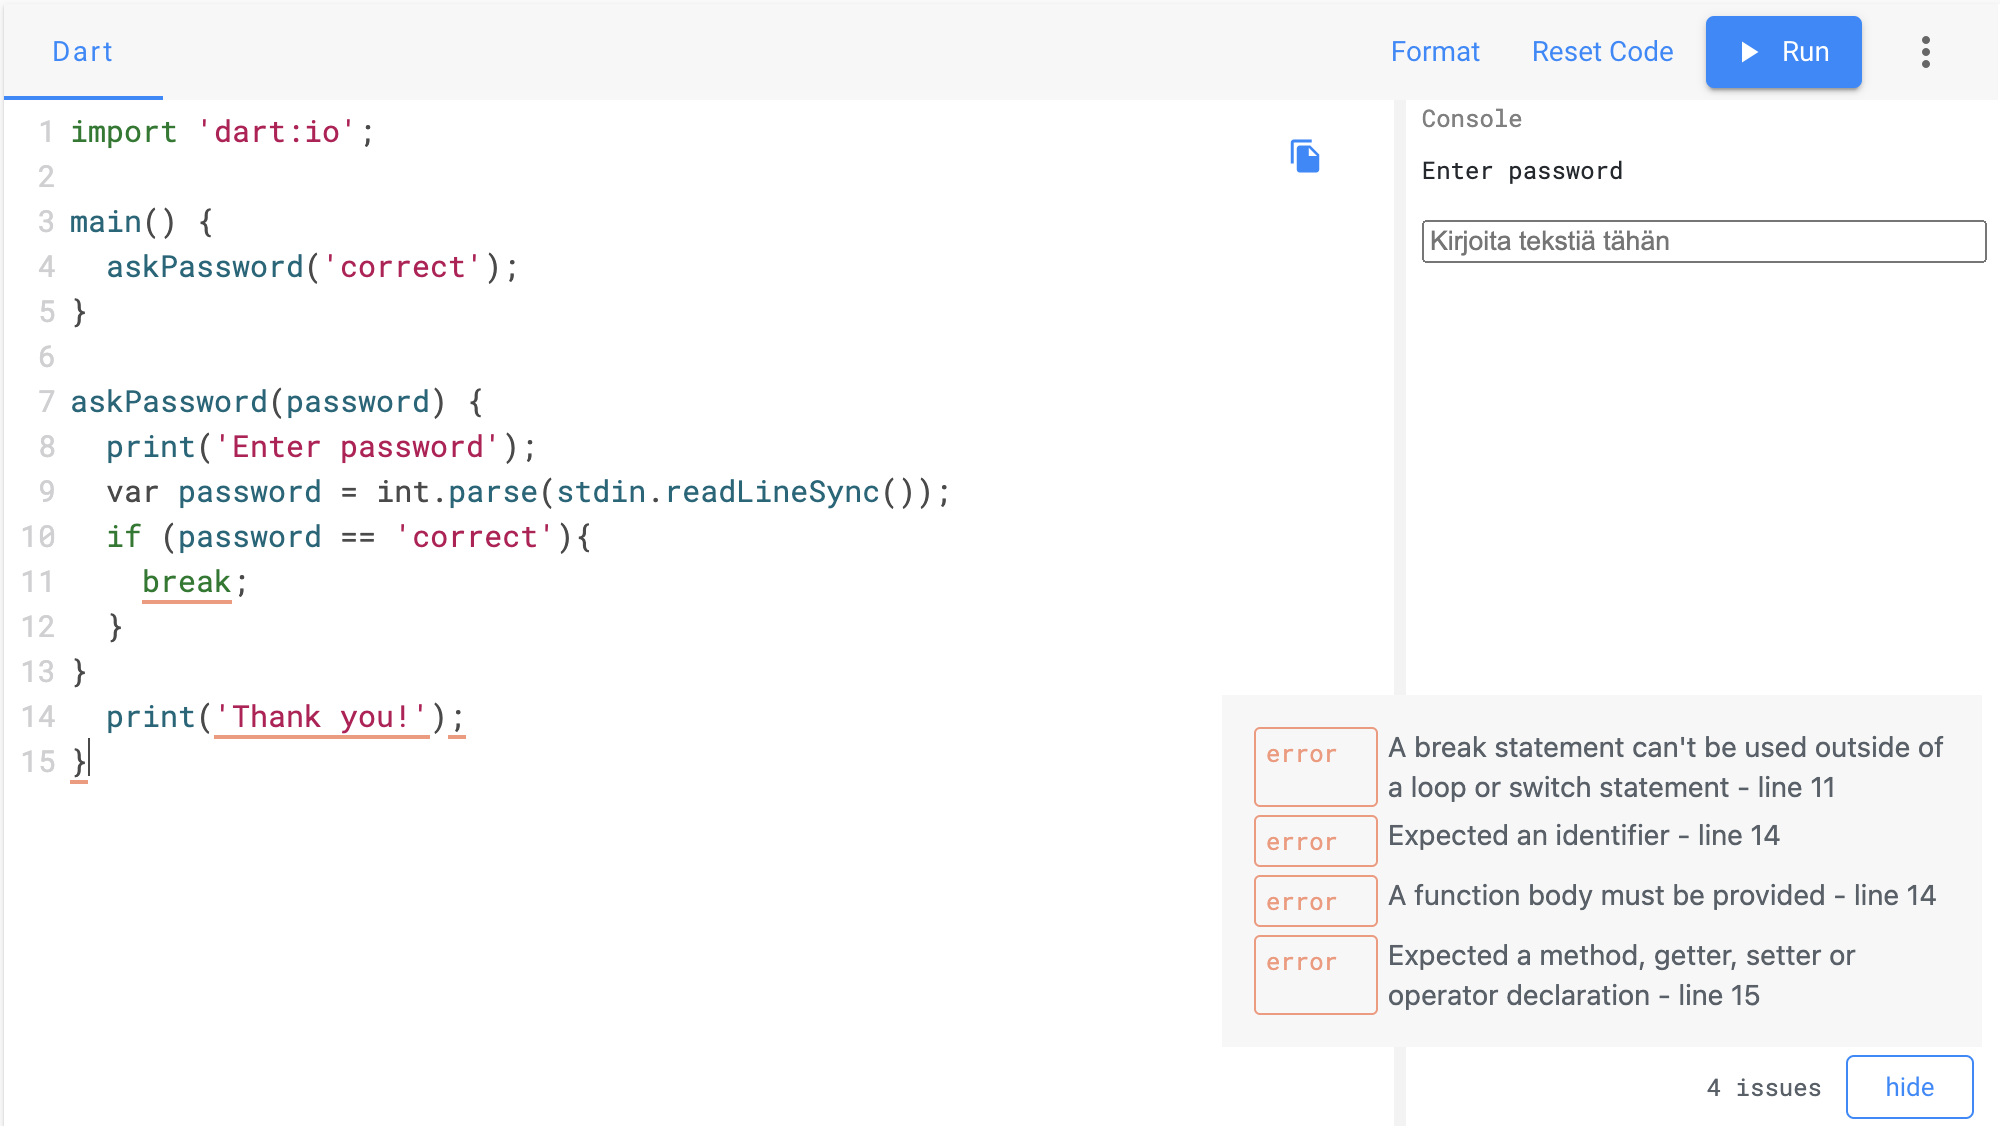 Dart
Format
Reset Code
Run
1 import 'dart:io';
2
3 main() {
4   askPassword('correct');
5 }
6
7 askPassword(password) {
8   print('Enter password');
9   var password = int.parse(stdin.readLineSync());
10   if (password == 'correct'){
11     break;
12   }
13 }
14   print('Thank you!');
15 }
Console
Enter password
Kirjoita tekstiä tähän
error
A break statement can't be used outside of
a loop or switch statement - line 11
error
Expected an identifier - line 14
error
A function body must be provided - line 14
error
Expected a method, getter, setter or
operator declaration - line 15
4 issues
hide